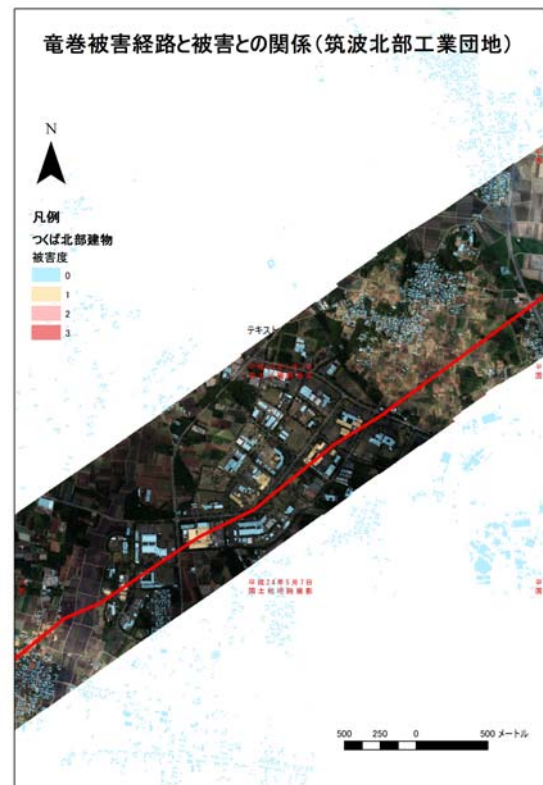 竜巻被害経路と被害との関係(筑波北部工業団地)
N
凡例
つくば北部建物
被害度
0
1
2
3
テキスト
平成24年5月7日
国土地理院撮影
500 250 0 500 メートル